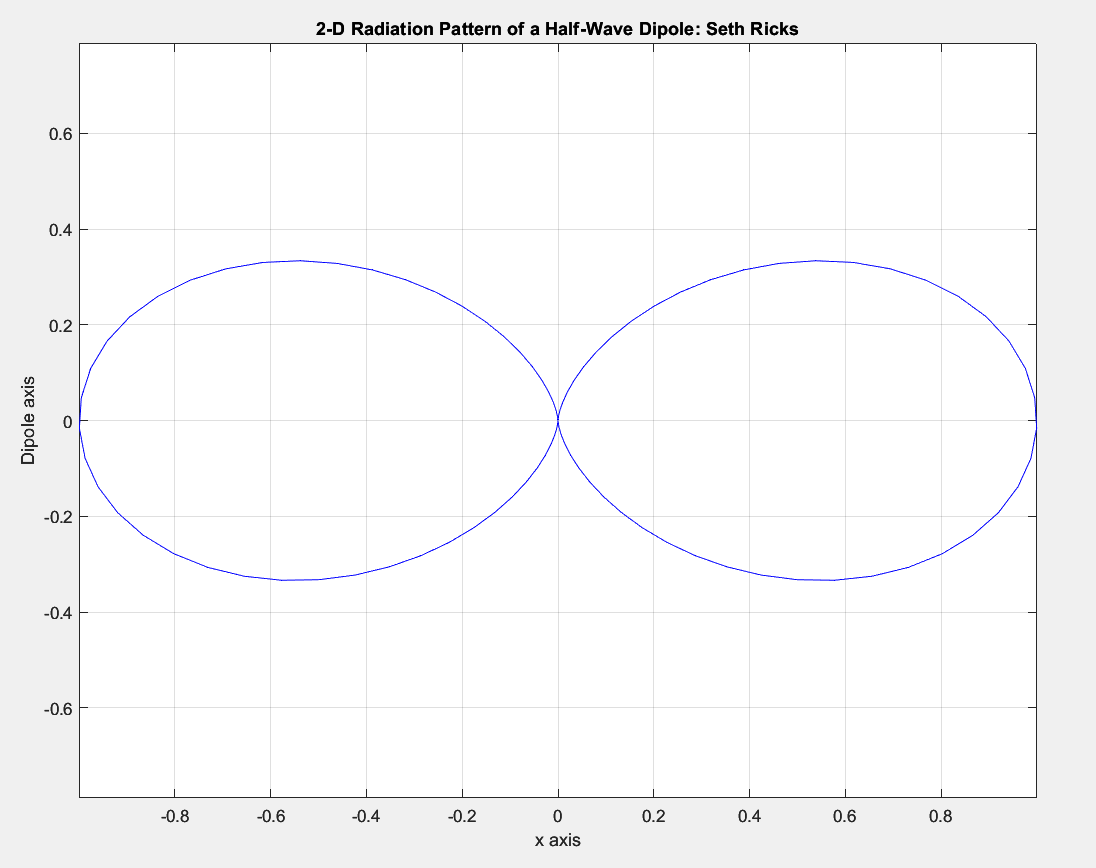 2-D Radiation Pattern of a Half-Wave Dipole: Seth Ricks
0.6
0.4
0.2
0
-0.2
-0.4
-0.6
Dipole axis
-0.8 -0.6 -0.4 -0.2 0 0.2 0.4 0.6 0.8
x axis